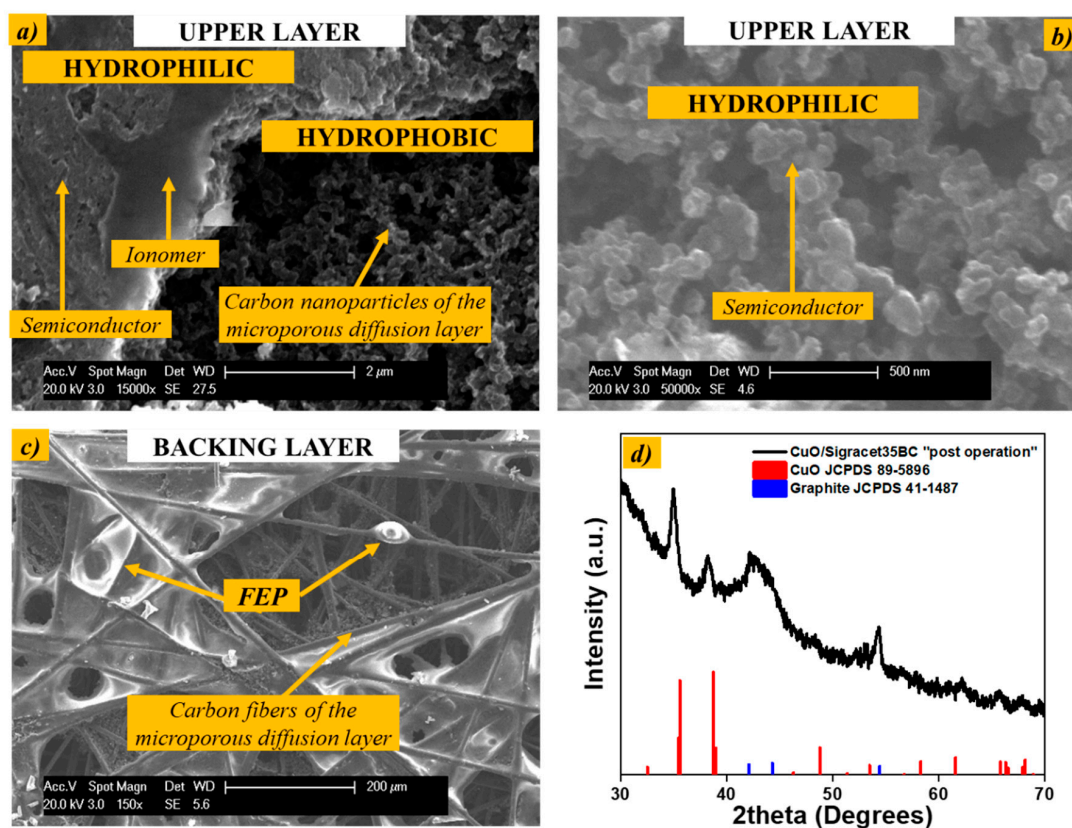 a)
UPPER LAYER
HYDROPHILIC
HYDROPHOBIC
Ionomer
Semiconductor
Carbon nanoparticles of the
microporous diffusion layer
Acc.V Spot Magn Det WD
20.0 kV 3.0 15000x SE 27.5
2 µm
UPPER LAYER
b)
HYDROPHILIC
Semiconductor
Acc.V Spot Magn Det WD
20.0 kV 3.0 50000x SE 4.6
500 nm
c)
BACKING LAYER
FEP
Carbon fibers of the
microporous diffusion layer
Acc.V Spot Magn Det WD
20.0 kV 3.0 150x SE 5.6
200 µm
d)
CuO/Sigracet35BC "post operation"
CuO JCPDS 89-5896
Graphite JCPDS 41-1487
Intensity (a.u.)
30 40 50 60 70
2theta (Degrees)